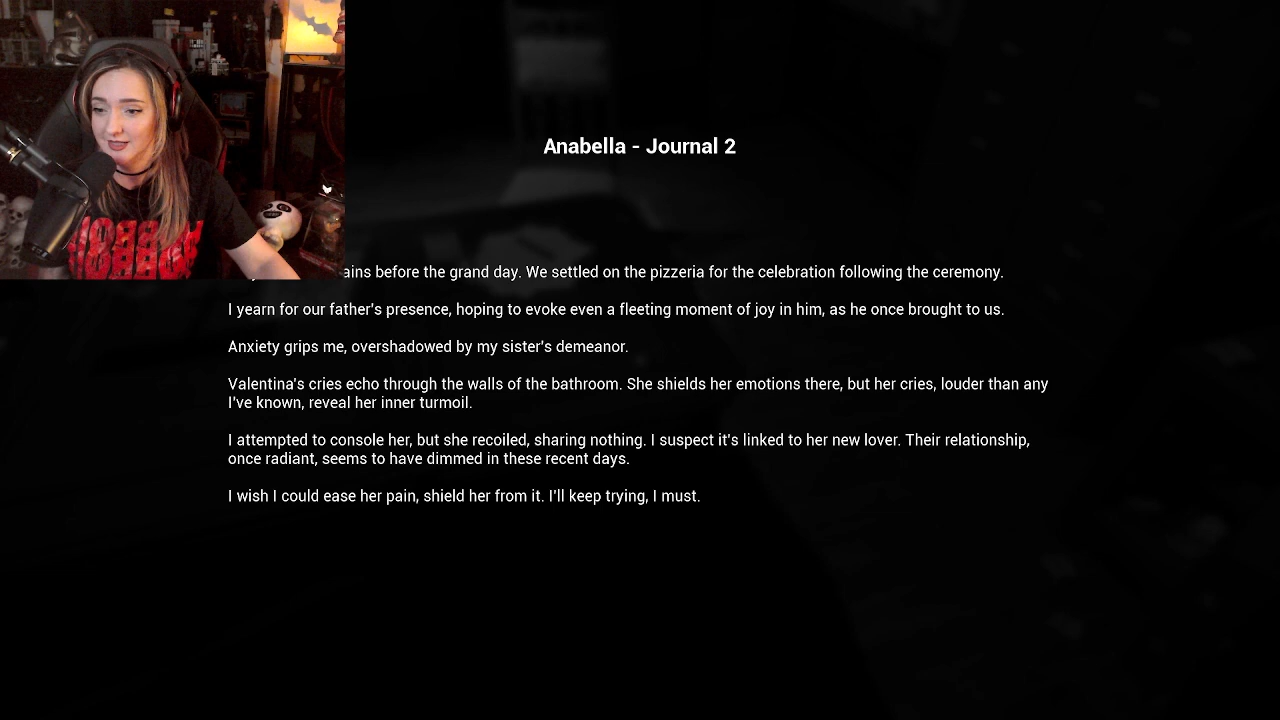 Anabella - Journal 2
before the grand day. We settled on the pizzeria for the celebration following the ceremony.
I yearn for our father's presence, hoping to evoke even a fleeting moment of joy in him, as he once brought to us.
Anxiety grips me, overshadowed by my sister's demeanor.
Valentina's cries echo through the walls of the bathroom. She shields her emotions there, but her cries, louder than any
I've known, reveal her inner turmoil.
I attempted to console her, but she recoiled, sharing nothing. I suspect it's linked to her new lover. Their relationship,
once radiant, seems to have dimmed in these recent days.
I wish I could ease her pain, shield her from it. I'll keep trying, I must.
HORROR